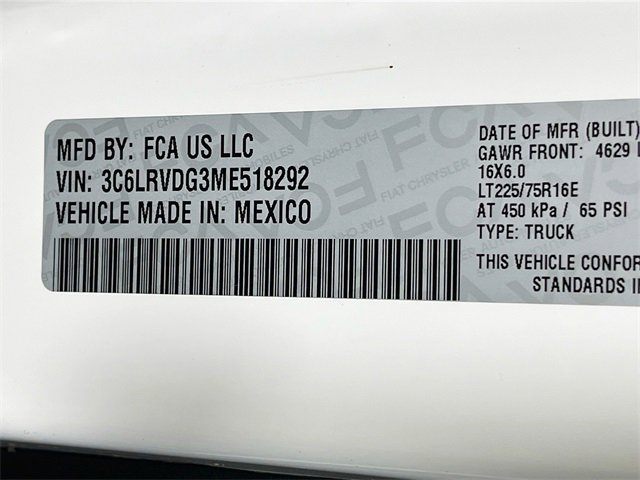 MFD BY: FCA US LLC
VIN: 3C6LRVDG3ME518292
VEHICLE MADE IN: MEXICO
DATE OF MFR (BUILT)
GAWR FRONT: 4629
16X6.0
LT225/75R16E
AT 450 kPa / 65 PSI
TYPE: TRUCK
THIS VEHICLE
STANDARDS